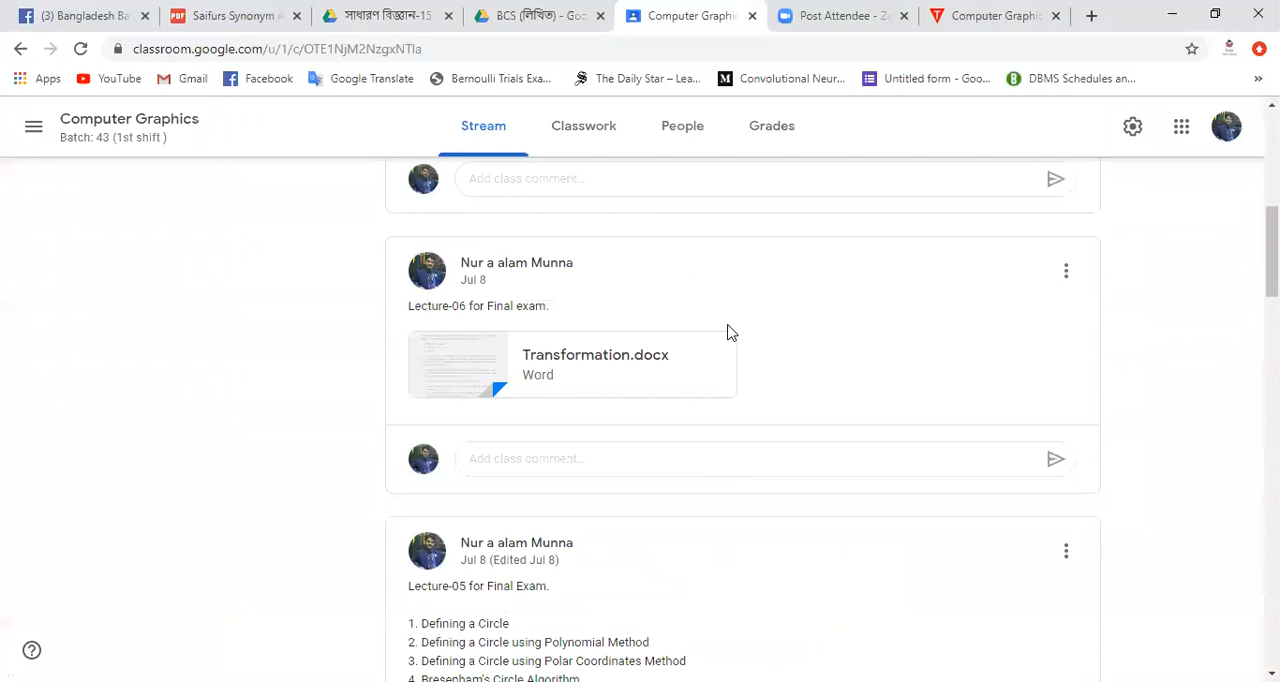 (3) Bangladesh Ba
Saifurs Synonym A
সাধারণ বিজ্ঞান-15
BCS (লিখিত) - Goo
Computer Graphic
Post Attendee - Ze
Computer Graphic
classroom.google.com/u/1/c/OTE1NjM2NzgxNTla
Apps
YouTube
Gmail
Facebook
Google Translate
Bernoulli Trials Exa...
The Daily Star – Lea...
Convolutional Neur...
Untitled form - Goo...
DBMS Schedules an...
Computer Graphics
Batch: 43 (1st shift )
Stream
Classwork
People
Grades
Add class comment...
Nur a alam Munna
Jul 8
Lecture-06 for Final exam.
Transformation.docx
Word
Add class comment...
Nur a alam Munna
Jul 8 (Edited Jul 8)
Lecture-05 for Final Exam.
1. Defining a Circle
2. Defining a Circle using Polynomial Method
3. Defining a Circle using Polar Coordinates Method
4. Bresenham's Circle Algorithm